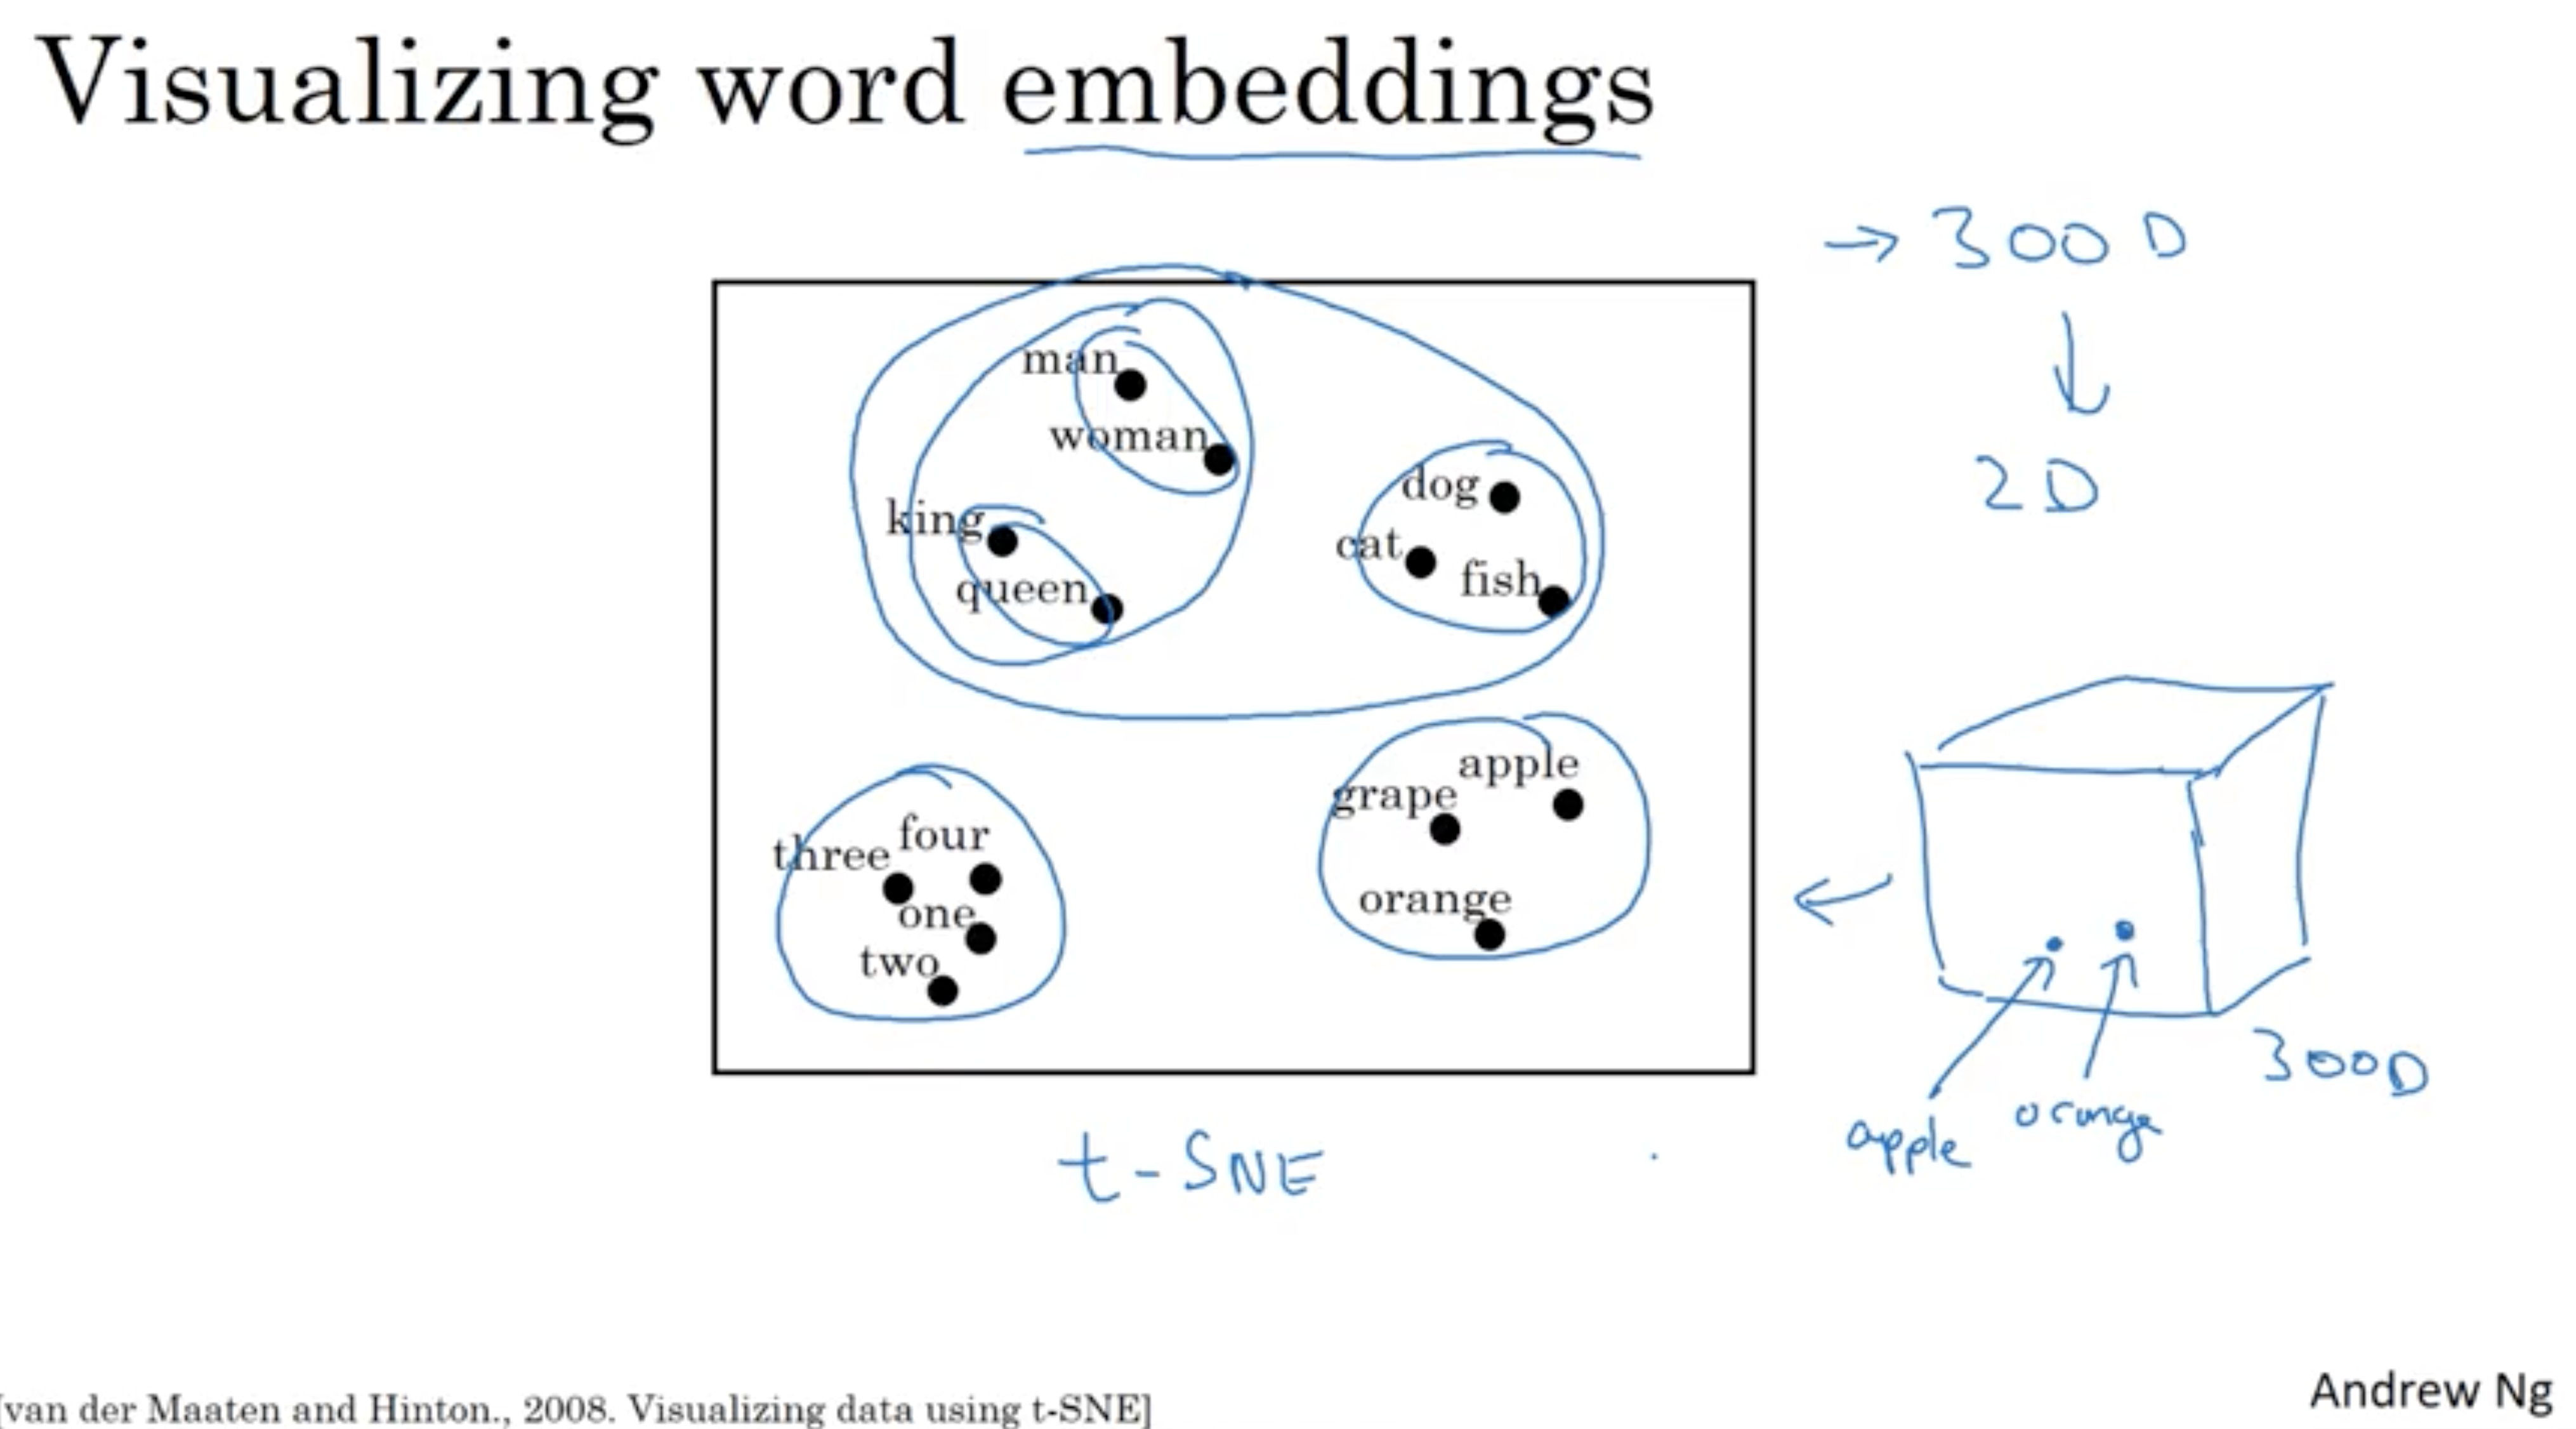 Visualizing word embeddings
→ 300 D
↓
2D
man
woman
dog
king
cat
fish
queen
apple
grape
four
three
orange
one
two
300D
apple
orange
t-SNE
[van der Maaten and Hinton., 2008. Visualizing data using t-SNE]
Andrew Ng